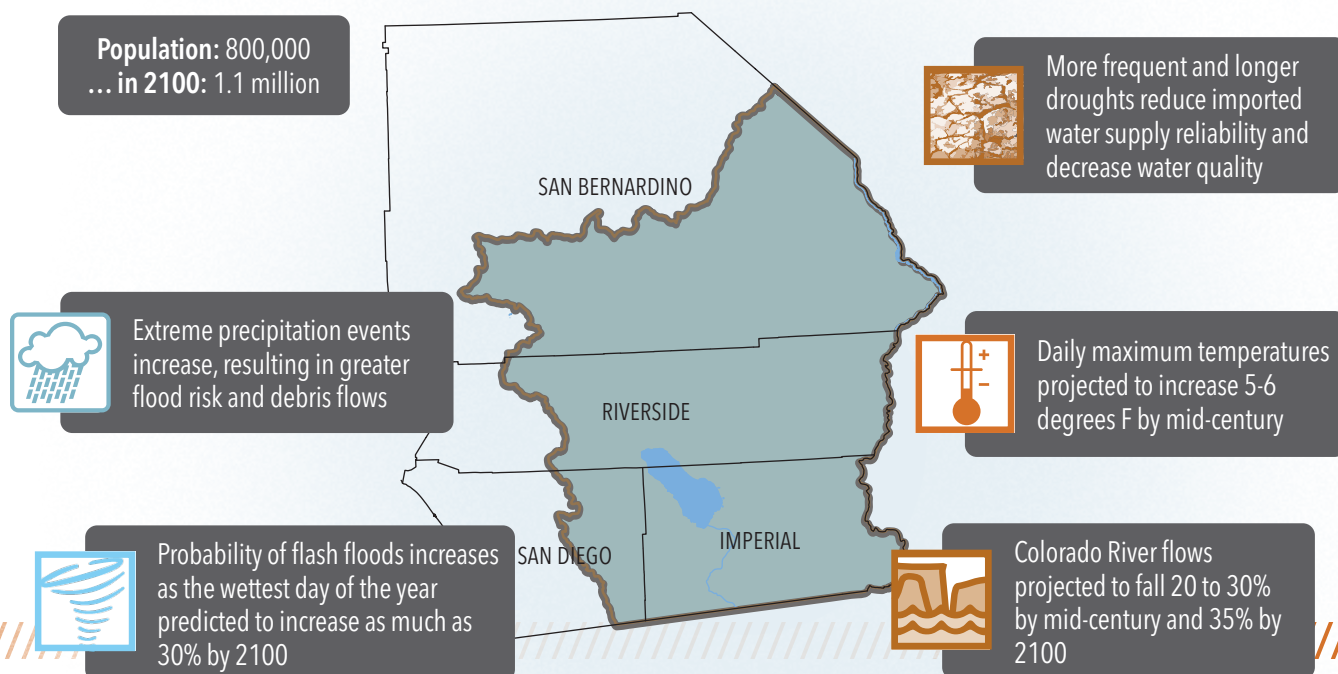 Population: 800,000
... in 2100: 1.1 million
More frequent and longer
droughts reduce imported
water supply reliability and
decrease water quality
SAN BERNARDINO
Extreme precipitation events
increase, resulting in greater
flood risk and debris flows
Daily maximum temperatures
projected to increase 5-6
degrees F by mid-century
RIVERSIDE
Probability of flash floods increases
as the wettest day of the year
predicted to increase as much as
30% by 2100
SAN DIEGO
IMPERIAL
Colorado River flows
projected to fall 20 to 30%
by mid-century and 35% by
2100